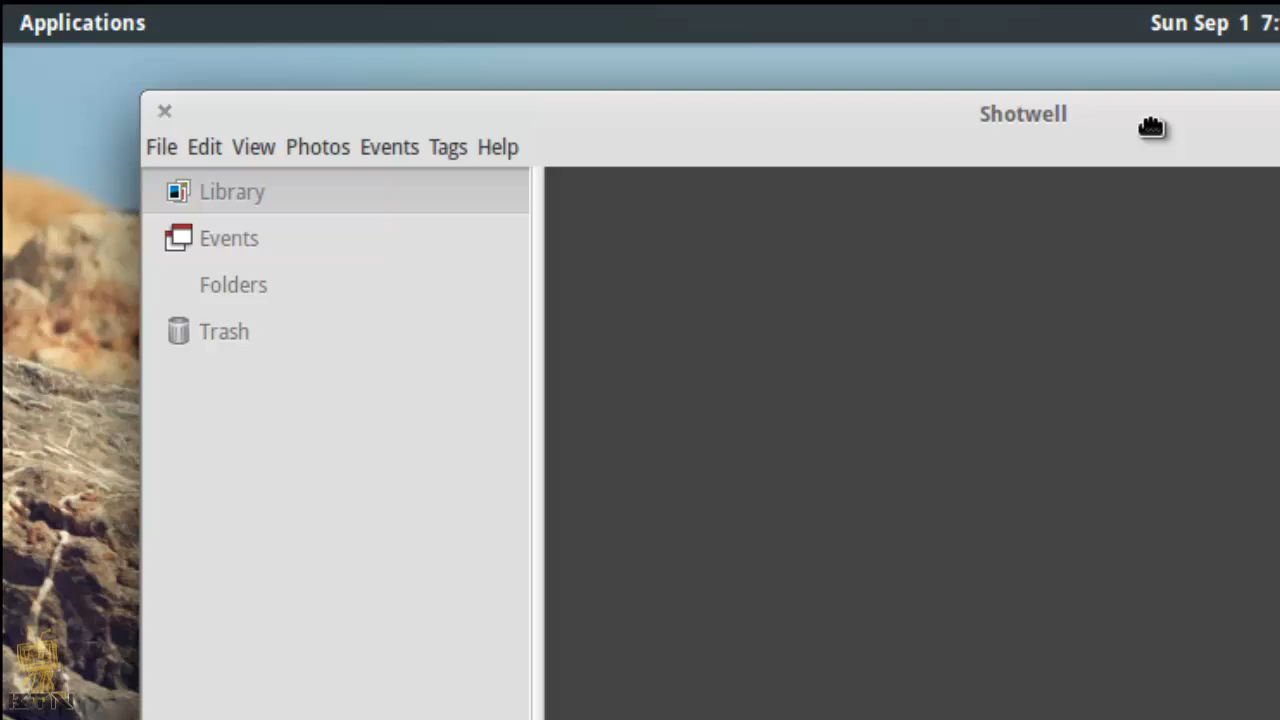 Applications
Sun Sep 1 7:
Shotwell
File Edit View Photos Events Tags Help
Library
Events
Folders
Trash